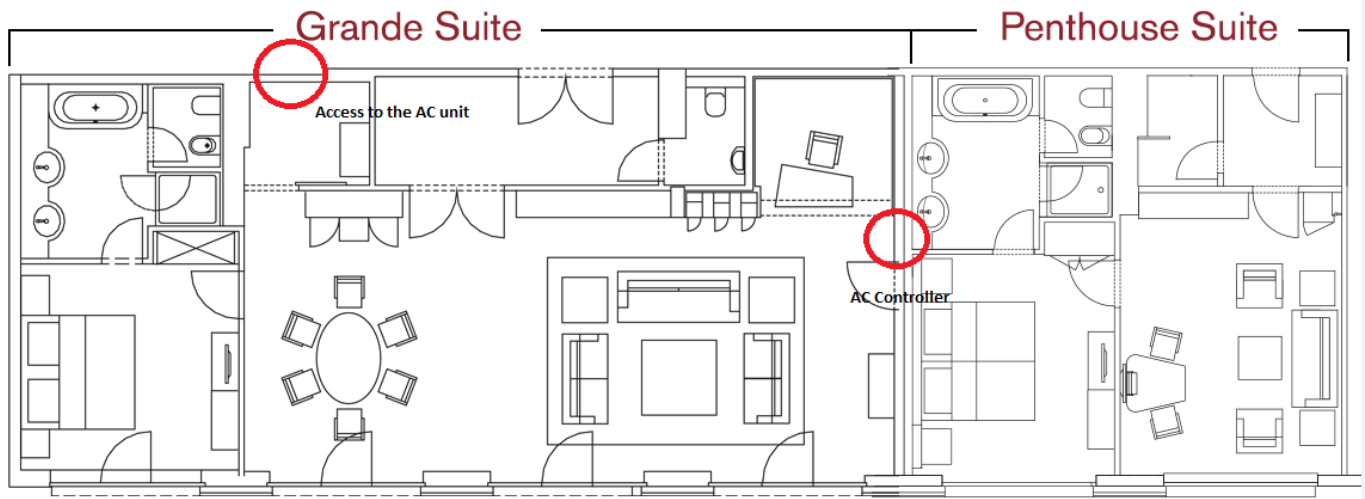 Grande Suite
Penthouse Suite
Access to the AC unit
AC Controller